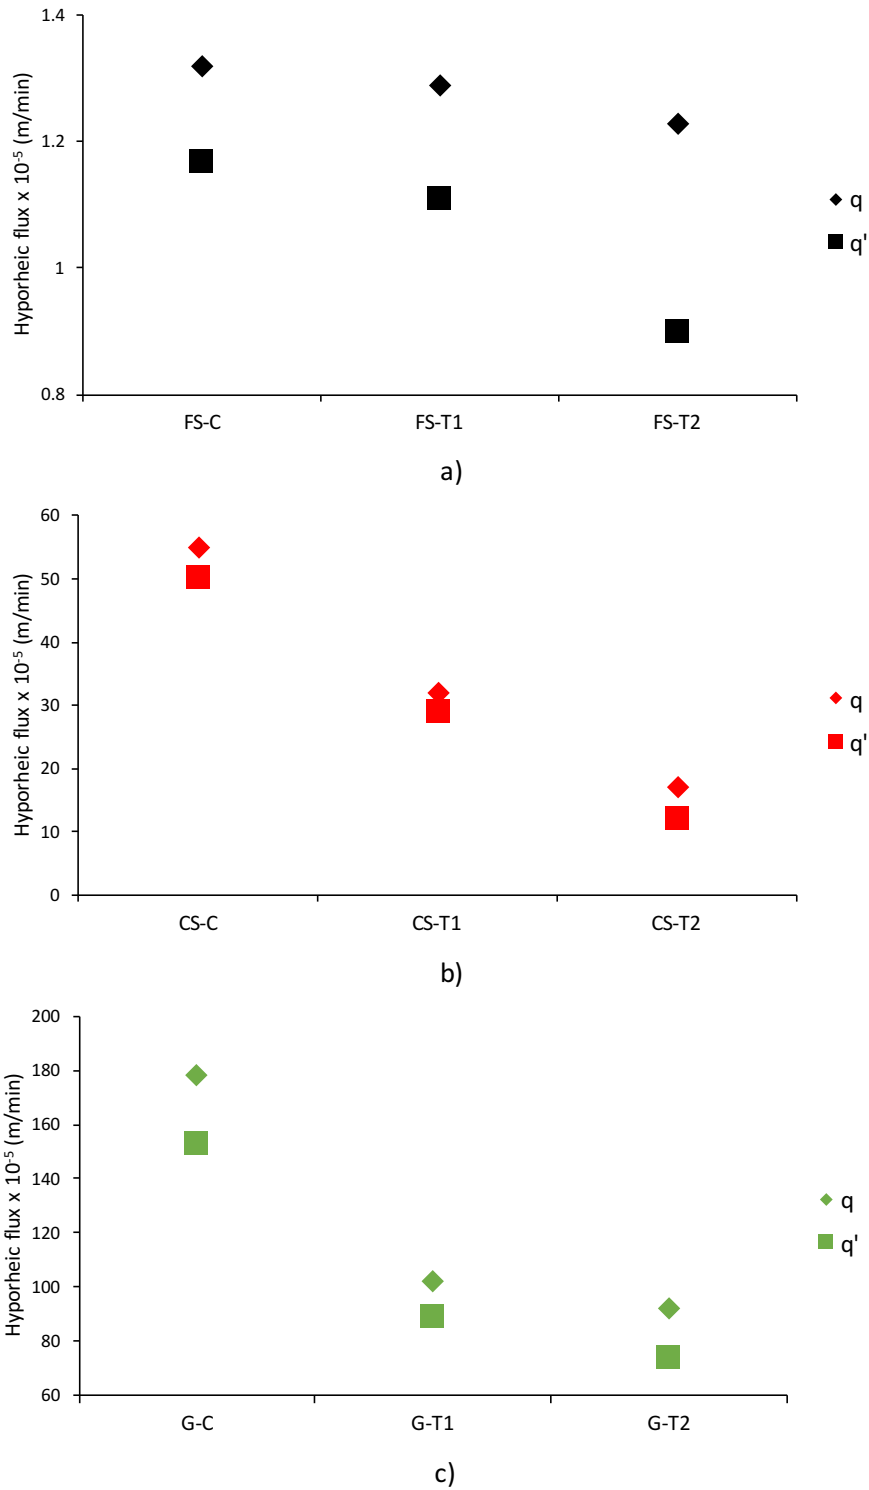 Hyporheic flux x 10⁻⁵ (m/min)
1.4
1.2
1
0.8
FS-C FS-T1 FS-T2
q
q'
a)
Hyporheic flux x 10⁻⁵ (m/min)
60
50
40
30
20
10
0
CS-C CS-T1 CS-T2
q
q'
b)
Hyporheic flux x 10⁻⁵ (m/min)
200
180
160
140
120
100
80
60
G-C G-T1 G-T2
q
q'
c)